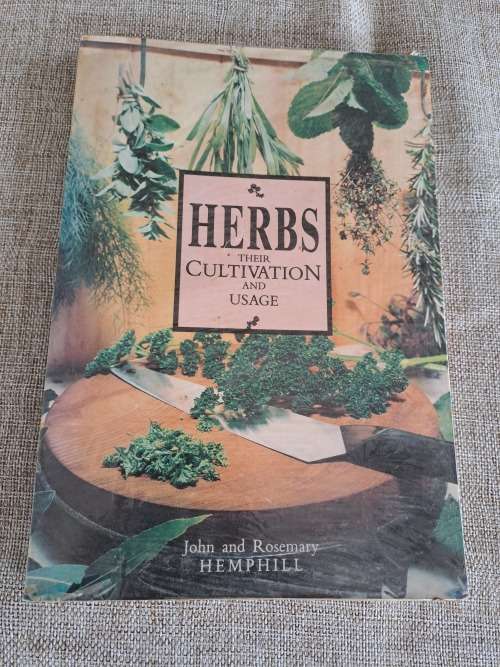 HERBS
THEIR
CULTIVATION
AND
USAGE
John and Rosemary
HEMPHILL